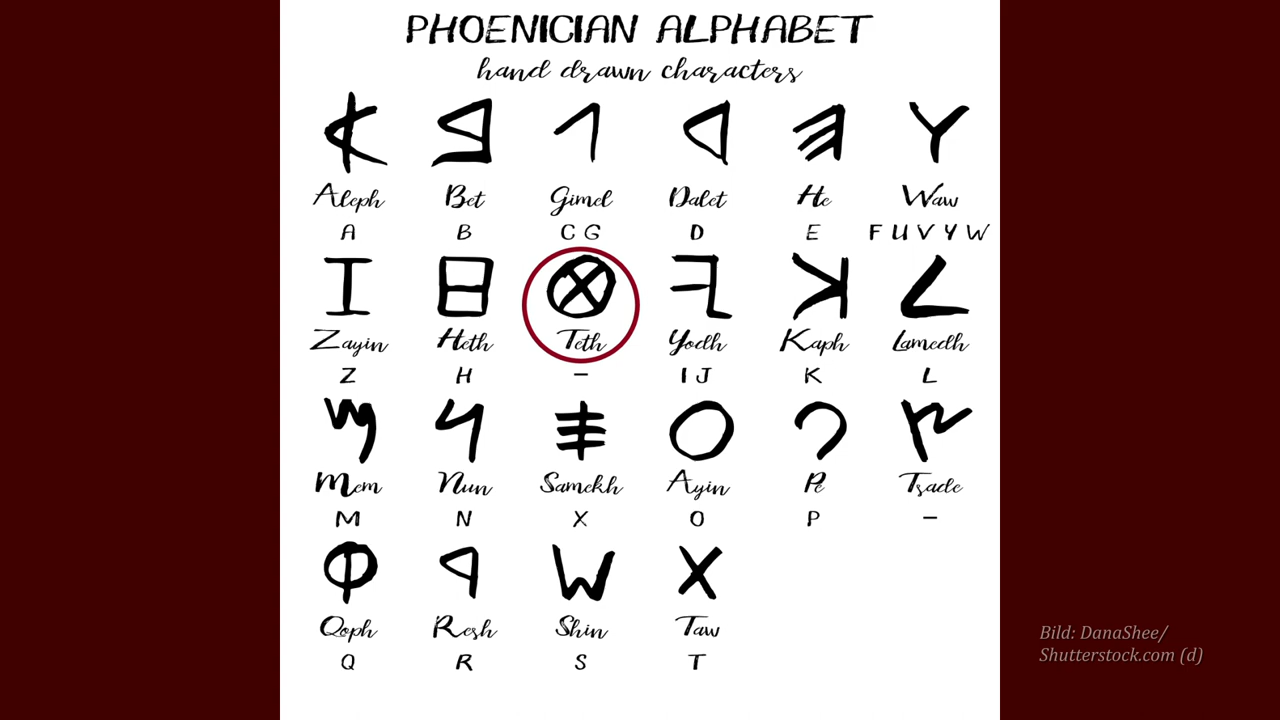 PHOENICIAN ALPHABET
hand drawn characters
𐤀 𐤁 𐤂 𐤃 𐤄 𐤅
Aleph Bet Gimel Dalet He Waw
A B C G D E F U V Y W
𐤆 𐤇 𐤈 𐤉 𐤊 𐤋
Zayin Heth Teth Yodh Kaph Lamedh
Z H – I J K L
𐤌 𐤍 𐤎 𐤏 𐤐 𐤑
Mem Nun Samekh Ayin Pe Tsade
M N X O P –
𐤒 𐤓 𐤔 𐤕
Qoph Resh Shin Taw
Q R S T
Bild: DanaShee/
Shutterstock.com (d)